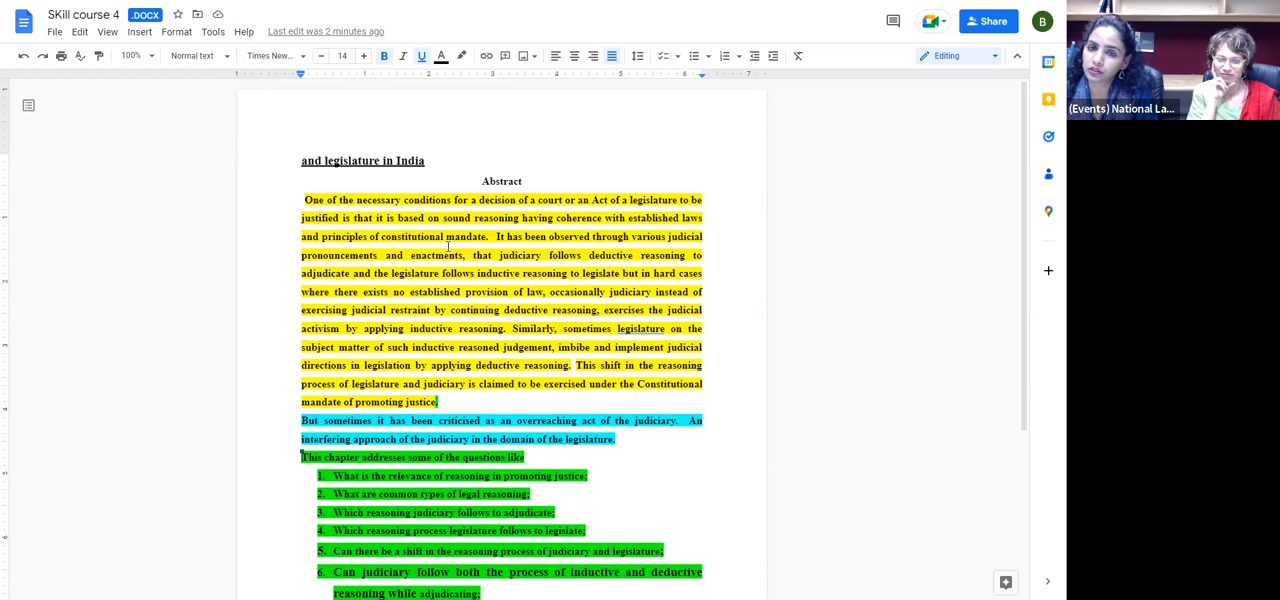 SKill course 4 .DOCX
File Edit View Insert Format Tools Help Last edit was 2 minutes ago
Share
B
100% Normal text Times New... 14 B I U A Editing
1 1 2 3 4 5 6 7
(Events) National La...
and legislature in India
Abstract
One of the necessary conditions for a decision of a court or an Act of a legislature to be
justified is that it is based on sound reasoning having coherence with established laws
and principles of constitutional mandate. It has been observed through various judicial
pronouncements and enactments, that judiciary follows deductive reasoning to
adjudicate and the legislature follows inductive reasoning to legislate but in hard cases
where there exists no established provision of law, occasionally judiciary instead of
exercising judicial restraint by continuing deductive reasoning, exercises the judicial
activism by applying inductive reasoning. Similarly, sometimes legislature on the
subject matter of such inductive reasoned judgement, imbibe and implement judicial
directions in legislation by applying deductive reasoning. This shift in the reasoning
process of legislature and judiciary is claimed to be exercised under the Constitutional
mandate of promoting justice.
But sometimes it has been criticised as an overreaching act of the judiciary. An
interfering approach of the judiciary in the domain of the legislature.
This chapter addresses some of the questions like
1. What is the relevance of reasoning in promoting justice;
2. What are common types of legal reasoning;
3. Which reasoning judiciary follows to adjudicate;
4. Which reasoning process legislature follows to legislate;
5. Can there be a shift in the reasoning process of judiciary and legislature;
6. Can judiciary follow both the process of inductive and deductive
reasoning while adjudicating;